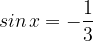 sin x = −1/3